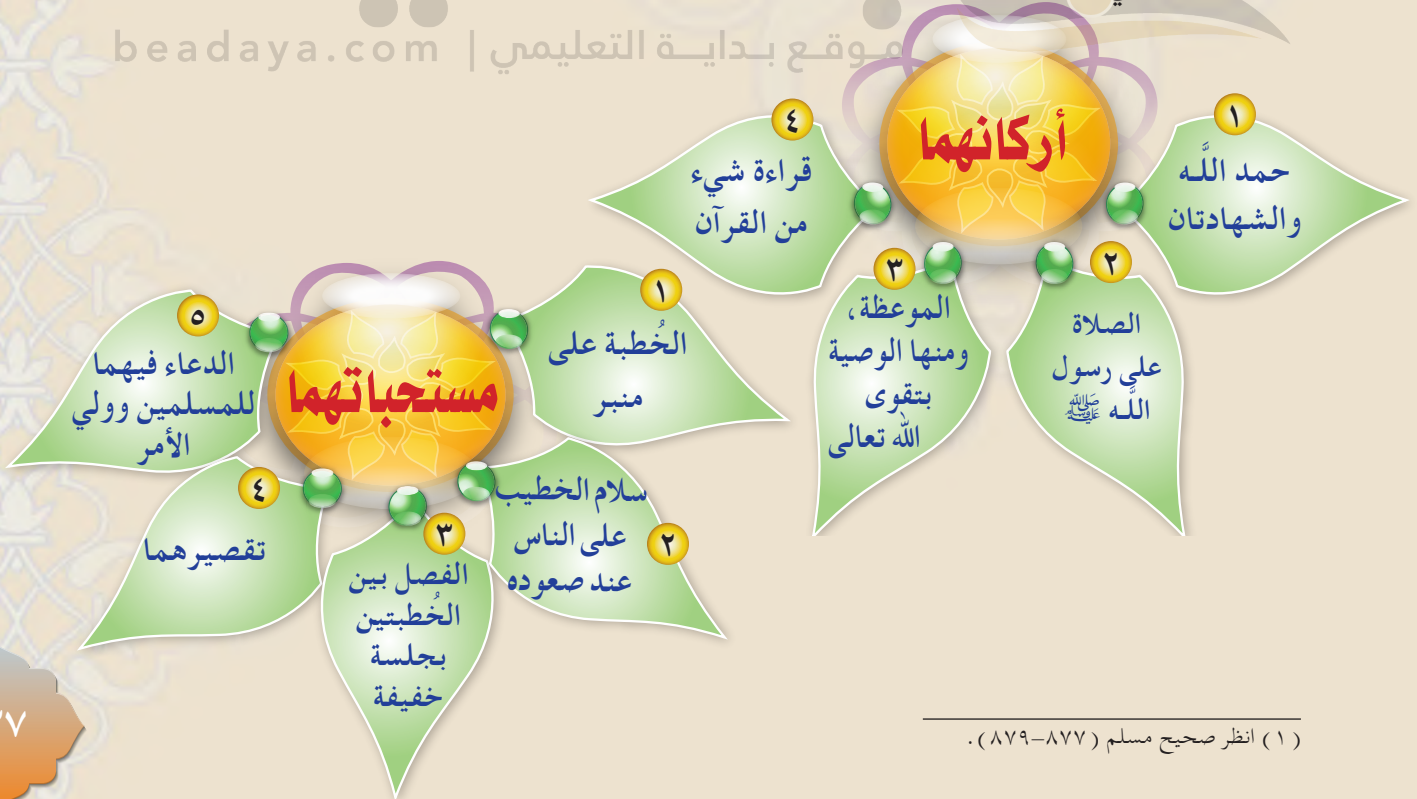 موقع بداية التعليمي | beadaya.com
أركانهما
١
حمد اللَّه
والشهادتان
٢
الصلاة
على رسول
اللَّه ﷺ
٣
الموعظة،
ومنها الوصية
بتقوى
الله تعالى
٤
قراءة شيء
من القرآن
مستحباتهما
١
الخُطبة على
منبر
٢
سلام الخطيب
على الناس
عند صعوده
٣
الفصل بين
الخُطبتين
بجلسة
خفيفة
٤
تقصيرهما
٥
الدعاء فيهما
للمسلمين وولي
الأمر
(١) انظر صحيح مسلم (٨٧٧-٨٧٩).